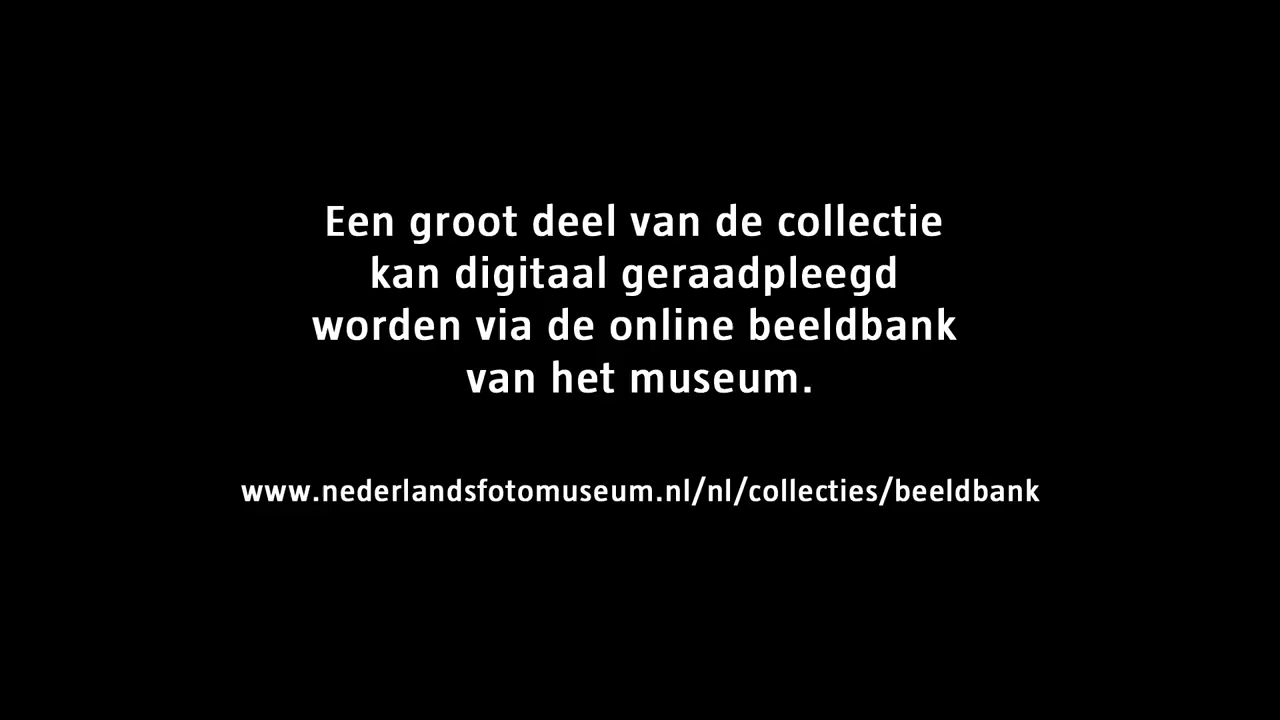 Een groot deel van de collectie
kan digitaal geraadpleegd
worden via de online beeldbank
van het museum.
www.nederlandsfotomuseum.nl/nl/collecties/beeldbank